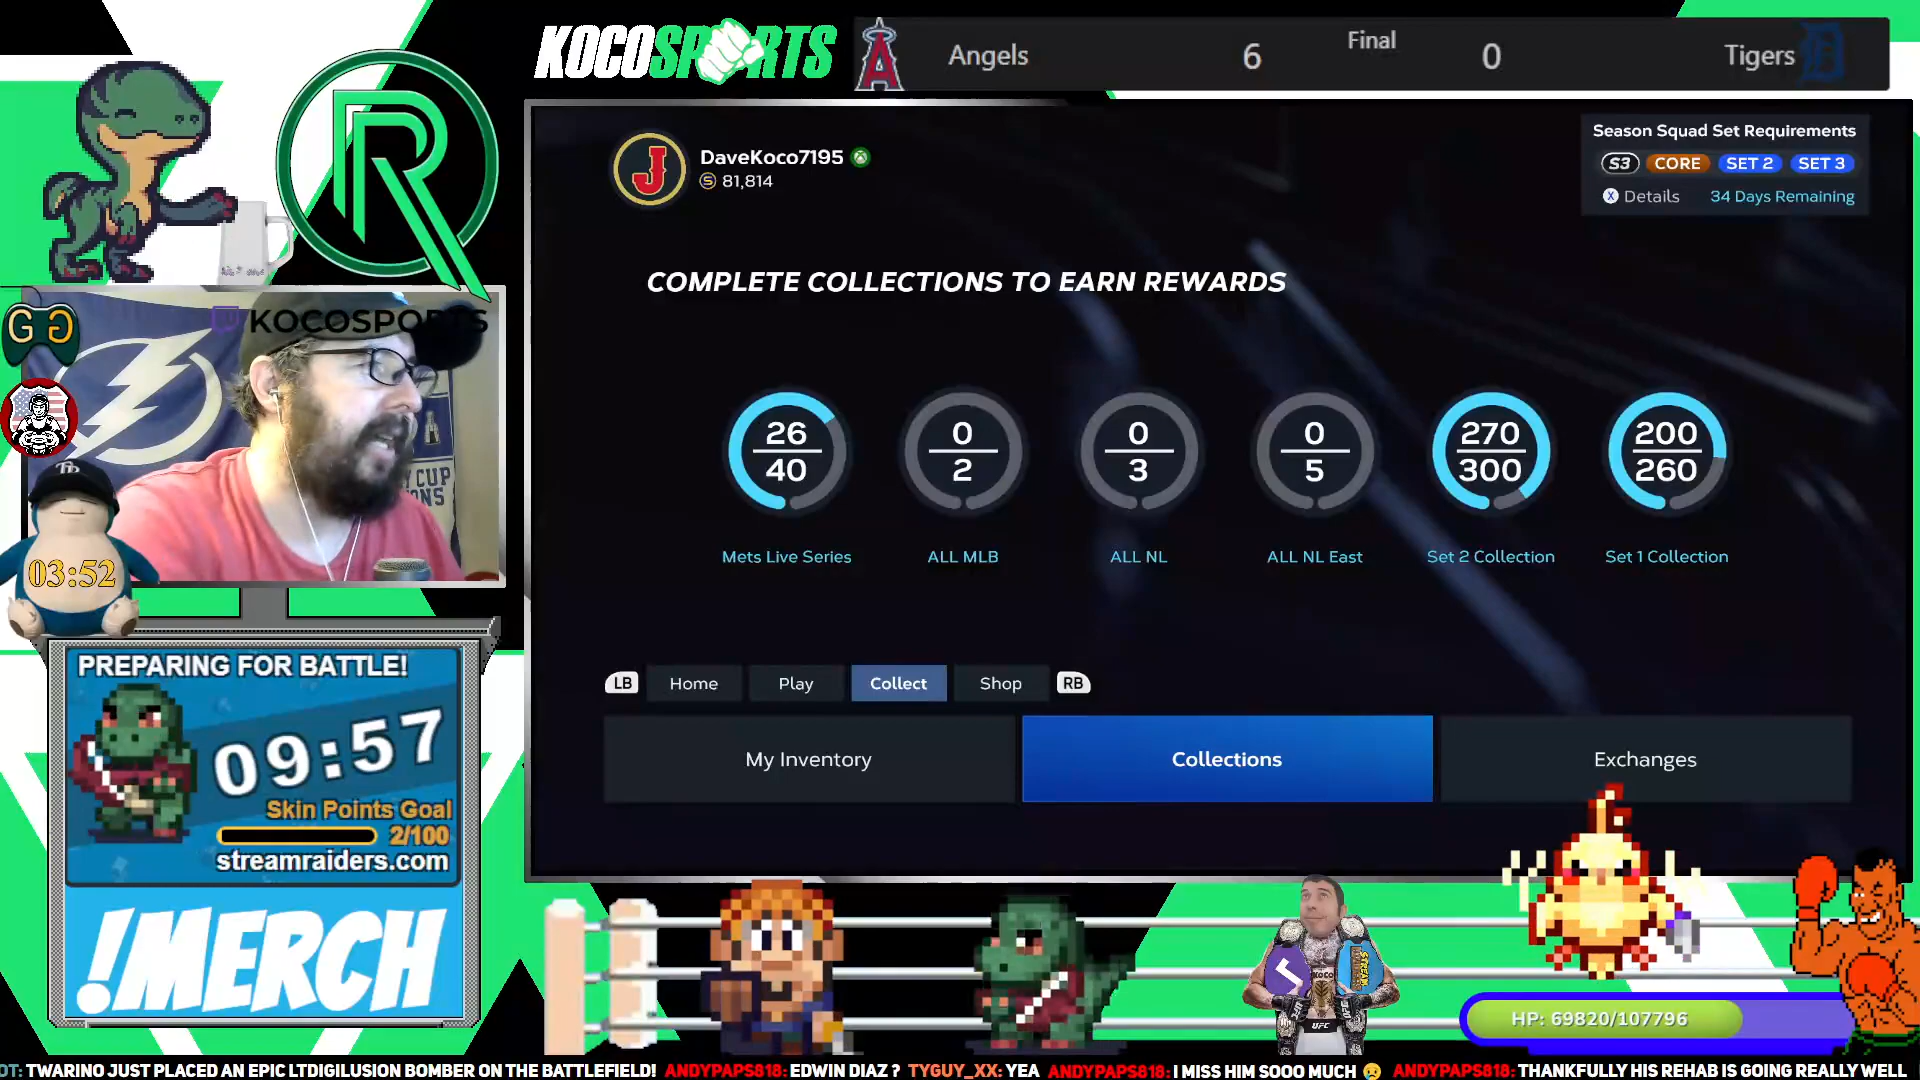 KOCOSPORTS
Angels 6 Final 0 Tigers
DaveKoco7195
81,814
Season Squad Set Requirements
S3 CORE SET 2 SET 3
X Details 34 Days Remaining
COMPLETE COLLECTIONS TO EARN REWARDS
26
40
0
2
0
3
0
5
270
300
200
260
Mets Live Series
ALL MLB
ALL NL
ALL NL East
Set 2 Collection
Set 1 Collection
LB Home Play Collect Shop RB
My Inventory
Collections
Exchanges
R
GG
KOCOSPORTS
TB
03:52
PREPARING FOR BATTLE!
09:57
Skin Points Goal
2/100
streamraiders.com
!MERCH
UFC
HP: 69820/107796
OT: TWARINO JUST PLACED AN EPIC LTDIGILUSION BOMBER ON THE BATTLEFIELD! ANDYPAPS818: EDWIN DIAZ ? TYGUY_XX: YEA ANDYPAPS818: I MISS HIM SOOO MUCH 😢 ANDYPAPS818: THANKFULLY HIS REHAB IS GOING REALLY WELL